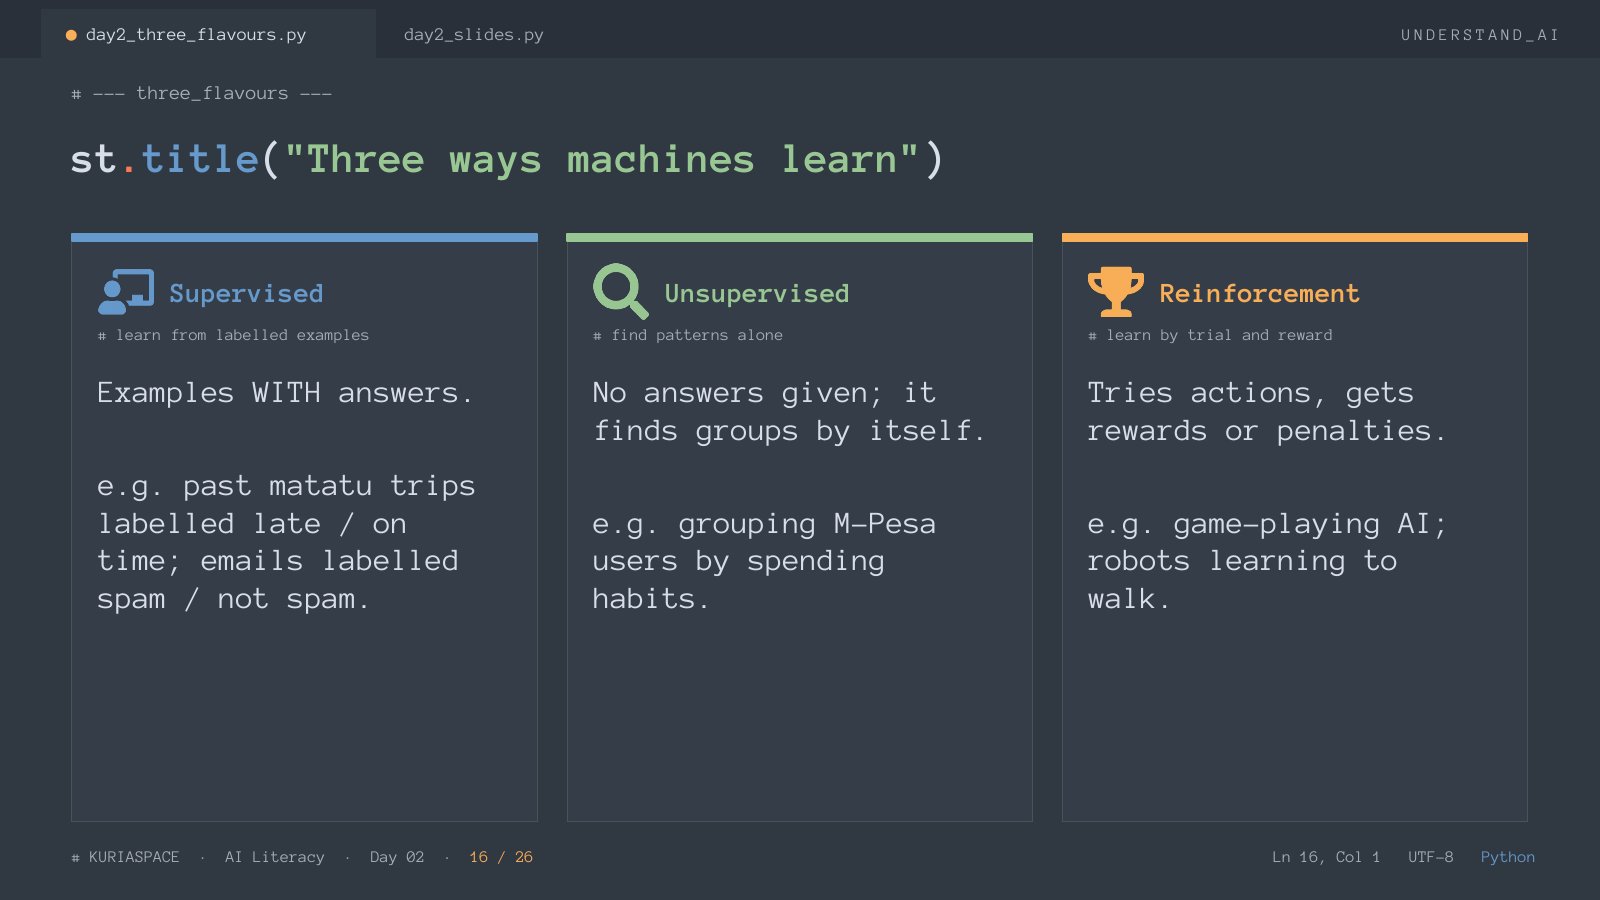 day2_three_flavours.py
day2_slides.py
UNDERSTAND_AI
# --- three_flavours ---
st.title("Three ways machines learn")
Supervised
# learn from labelled examples
Examples WITH answers.
e.g. past matatu trips
labelled late / on
time; emails labelled
spam / not spam.
Unsupervised
# find patterns alone
No answers given; it
finds groups by itself.
e.g. grouping M-Pesa
users by spending
habits.
Reinforcement
# learn by trial and reward
Tries actions, gets
rewards or penalties.
e.g. game-playing AI;
robots learning to
walk.
# KURIASPACE · AI Literacy · Day 02 · 16 / 26
Ln 16, Col 1 UTF-8 Python